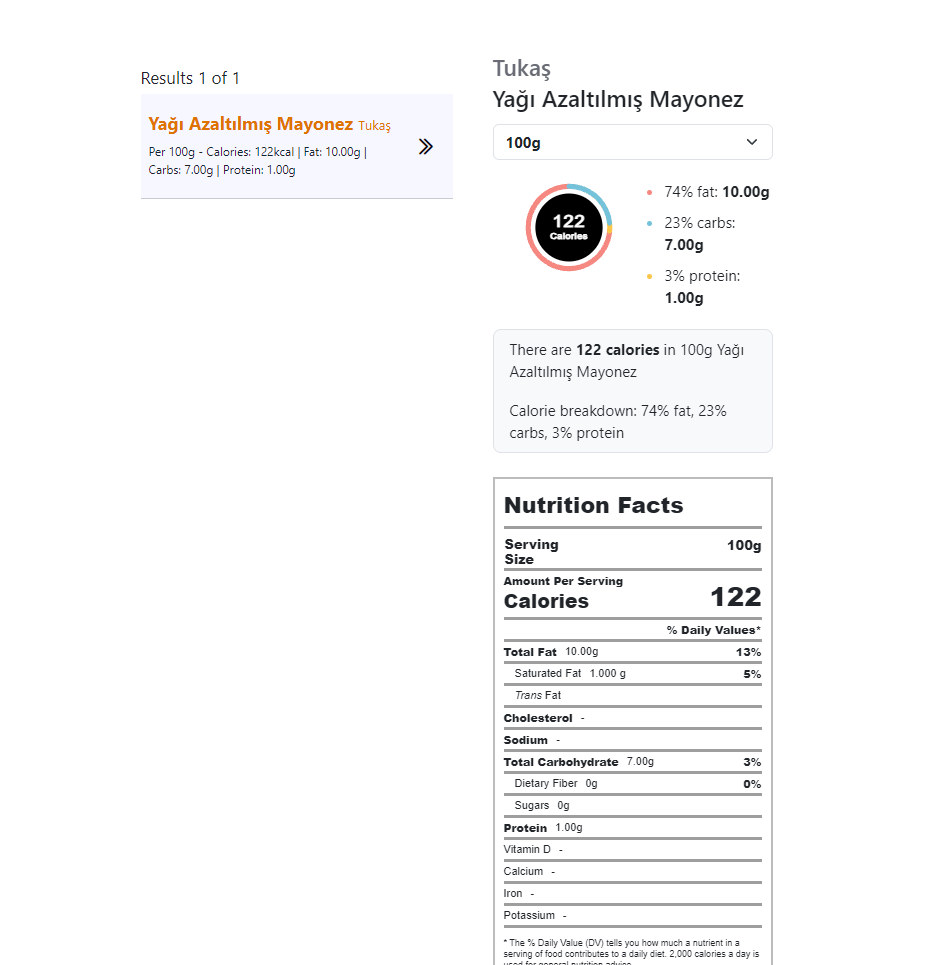 Results 1 of 1
Yağı Azaltılmış Mayonez Tukaş
Per 100g - Calories: 122kcal | Fat: 10.00g |
Carbs: 7.00g | Protein: 1.00g
Tukaş
Yağı Azaltılmış Mayonez
100g
122
Calories
74% fat: 10.00g
23% carbs:
7.00g
3% protein:
1.00g
There are 122 calories in 100g Yağı
Azaltılmış Mayonez
Calorie breakdown: 74% fat, 23%
carbs, 3% protein
Nutrition Facts
Serving
Size 100g
Amount Per Serving
Calories 122
% Daily Values*
Total Fat 10.00g 13%
Saturated Fat 1.000 g 5%
Trans Fat
Cholesterol -
Sodium -
Total Carbohydrate 7.00g 3%
Dietary Fiber 0g 0%
Sugars 0g
Protein 1.00g
Vitamin D -
Calcium -
Iron -
Potassium -
* The % Daily Value (DV) tells you how much a nutrient in a
serving of food contributes to a daily diet. 2,000 calories a day is
used for general nutrition advice.